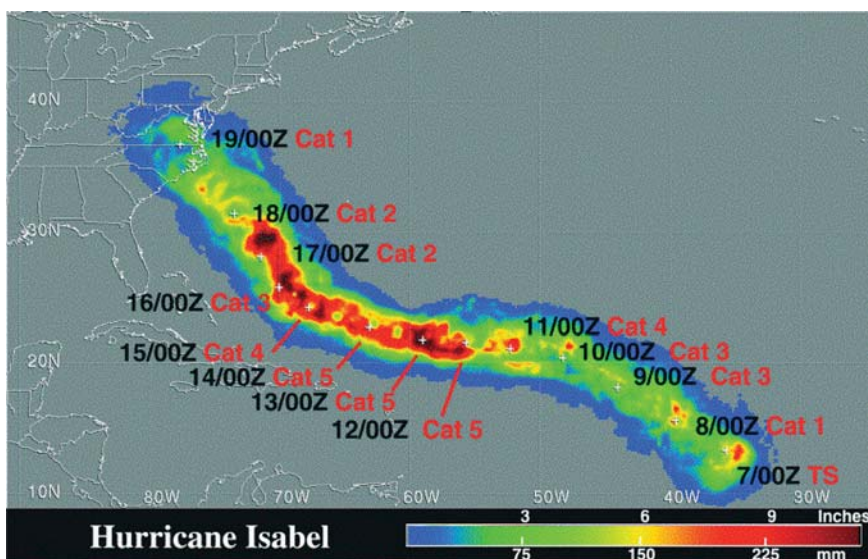 40N
19/00Z Cat 1
30N
18/00Z Cat 2
17/00Z Cat 2
16/00Z Cat 3
11/00Z Cat 4
15/00Z Cat 4
20N
10/00Z Cat 3
14/00Z Cat 5
9/00Z Cat 3
13/00Z Cat 5
12/00Z Cat 5
8/00Z Cat 1
7/00Z TS
10N
80W 70W 60W 50W 40W 30W
3 6 9 Inches
Hurricane Isabel
75 150 225 mm